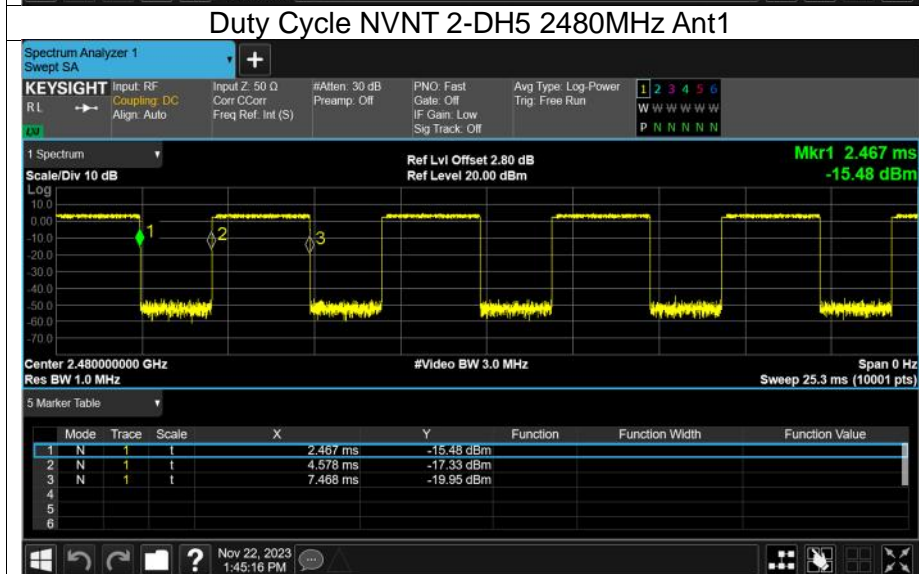 Duty Cycle NVNT 2-DH5 2480MHz Ant1
Spectrum Analyzer 1
Swept SA
+
KEYSIGHT Input: RF Input Z: 50 Ω #Atten: 30 dB PNO: Fast Avg Type: Log-Power 1 2 3 4 5 6
RL Coupling: DC Corr CCorr Preamp: Off Gate: Off Trig: Free Run W W W W W W
Align: Auto Freq Ref: Int (S) IF Gain: Low
Sig Track: Off P N N N N N
LXI
1 Spectrum Ref Lvl Offset 2.80 dB Mkr1 2.467 ms
Scale/Div 10 dB Ref Level 20.00 dBm -15.48 dBm
Log
10.0
0.00
-10.0
-20.0
-30.0
-40.0
-50.0
-60.0
-70.0
1 2 3
Center 2.480000000 GHz #Video BW 3.0 MHz Span 0 Hz
Res BW 1.0 MHz Sweep 25.3 ms (10001 pts)
5 Marker Table
Mode Trace Scale X Y Function Function Width Function Value
1 N 1 t 2.467 ms -15.48 dBm
2 N 1 t 4.578 ms -17.33 dBm
3 N 1 t 7.468 ms -19.95 dBm
4
5
6
? Nov 22, 2023
1:45:16 PM